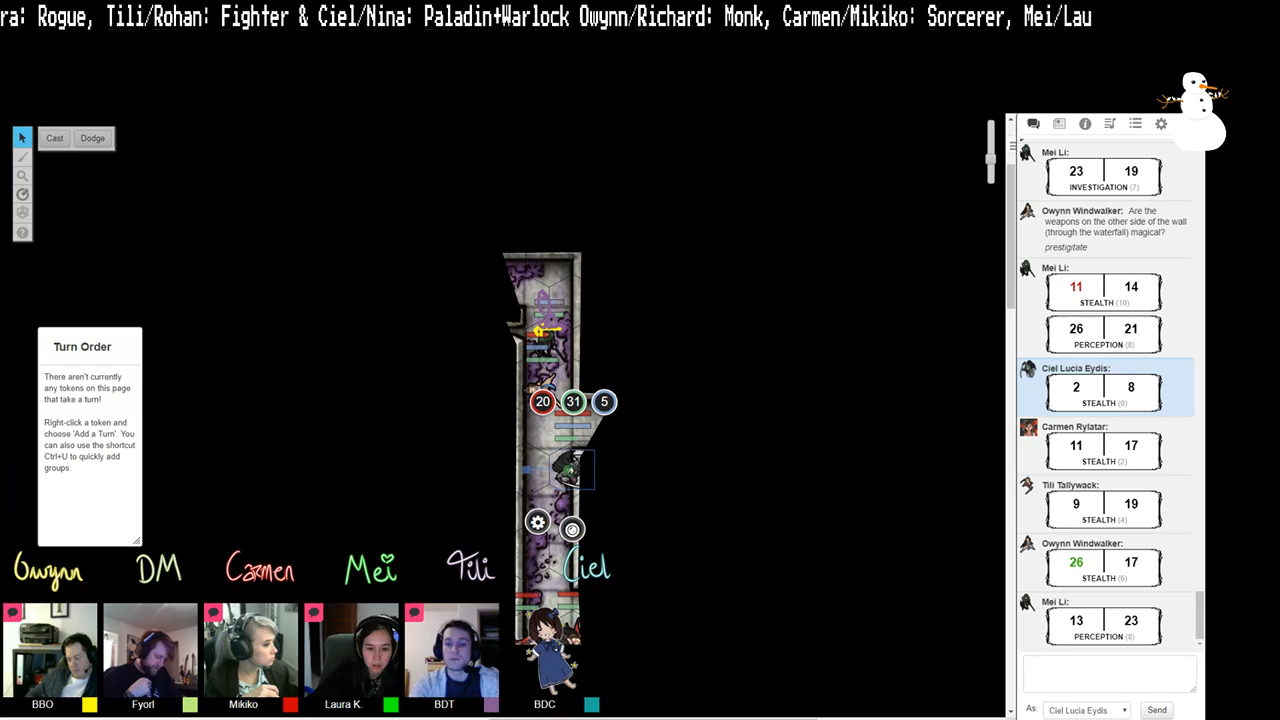 ra: Rogue, Tili/Rohan: Fighter & Ciel/Nina: Paladin+Warlock Owynn/Richard: Monk, Carmen/Mikiko: Sorcerer, Mei/Lau
Cast Dodge
Mei Li:
23 19
INVESTIGATION (7)
Owynn Windwalker: Are the
weapons on the other side of the wall
(through the waterfall) magical?
prestigitate
Mei Li:
11 14
STEALTH (10)
26 21
PERCEPTION (8)
Ciel Lucia Eydis:
2 8
STEALTH (0)
Carmen Rylatar:
11 17
STEALTH (2)
Tili Tallywack:
9 19
STEALTH (4)
Owynn Windwalker:
26 17
STEALTH (6)
Mei Li:
13 23
PERCEPTION (8)
As: Ciel Lucia Eydis Send
Turn Order
There aren't currently
any tokens on this page
that take a turn!
Right-click a token and
choose 'Add a Turn'. You
can also use the shortcut
Ctrl+U to quickly add
groups.
20 31 5
Owynn DM Carmen Mei Tili Ciel
BBO Fyorl Mikiko Laura K. BDT BDC